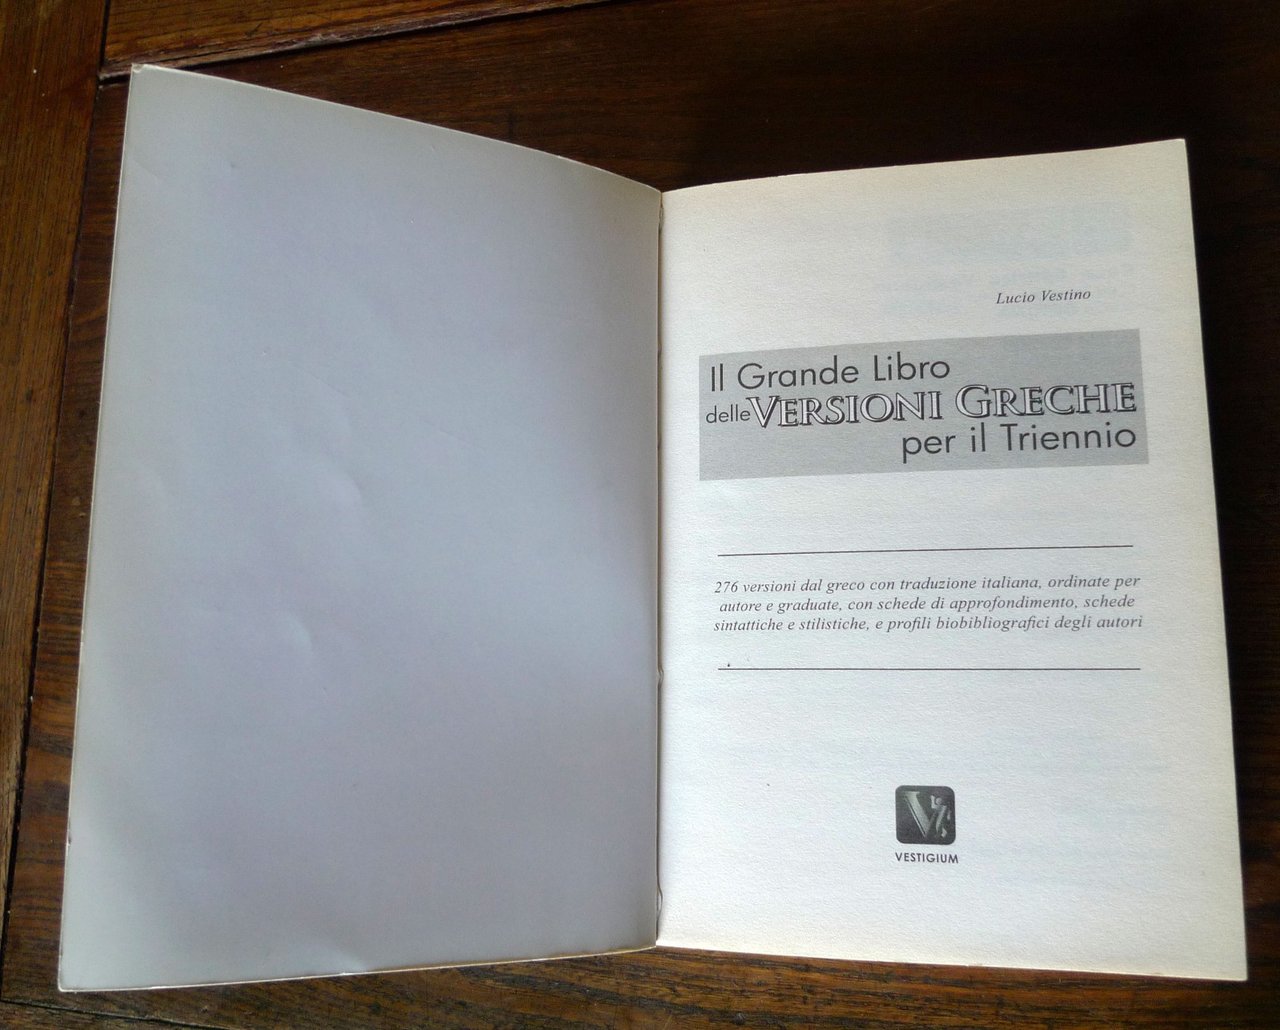 Lucio Vestino
Il Grande Libro
delle VERSIONI GRECHE
per il Triennio
276 versioni dal greco con traduzione italiana, ordinate per
autore e graduate, con schede di approfondimento, schede
sintattiche e stilistiche, e profili biobibliografici degli autori
V
VESTIGIUM